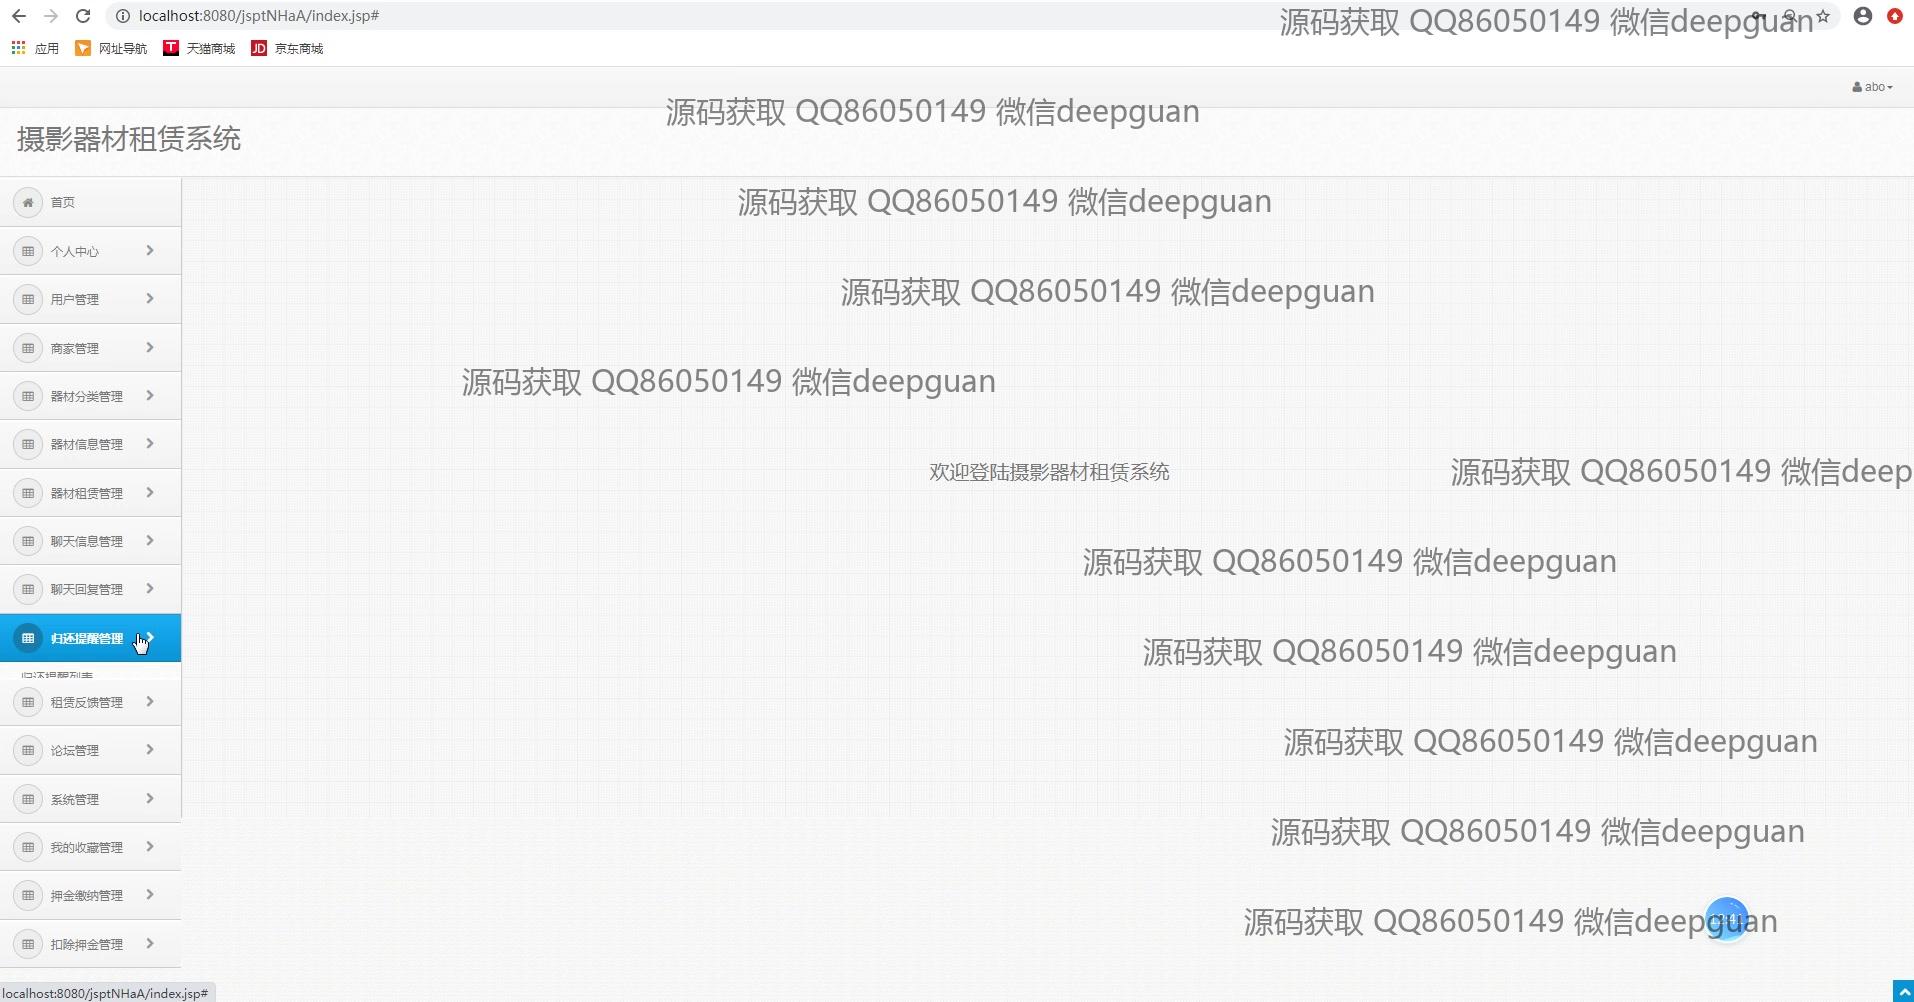 localhost:8080/jsptNHaA/index.jsp#
源码获取 QQ86050149 微信deepguan
应用 网址导航 T 天猫商城 JD 京东商城
abo
源码获取 QQ86050149 微信deepguan
摄影器材租赁系统
首页
源码获取 QQ86050149 微信deepguan
个人中心
用户管理
源码获取 QQ86050149 微信deepguan
商家管理
源码获取 QQ86050149 微信deepguan
器材分类管理
器材信息管理
欢迎登陆摄影器材租赁系统
源码获取 QQ86050149 微信deep
器材租赁管理
聊天信息管理
源码获取 QQ86050149 微信deepguan
聊天回复管理
归还提醒管理
源码获取 QQ86050149 微信deepguan
归还提醒列表
租赁反馈管理
源码获取 QQ86050149 微信deepguan
论坛管理
系统管理
源码获取 QQ86050149 微信deepguan
我的收藏管理
押金缴纳管理
源码获取 QQ86050149 微信deepguan
扣除押金管理
localhost:8080/jsptNHaA/index.jsp#